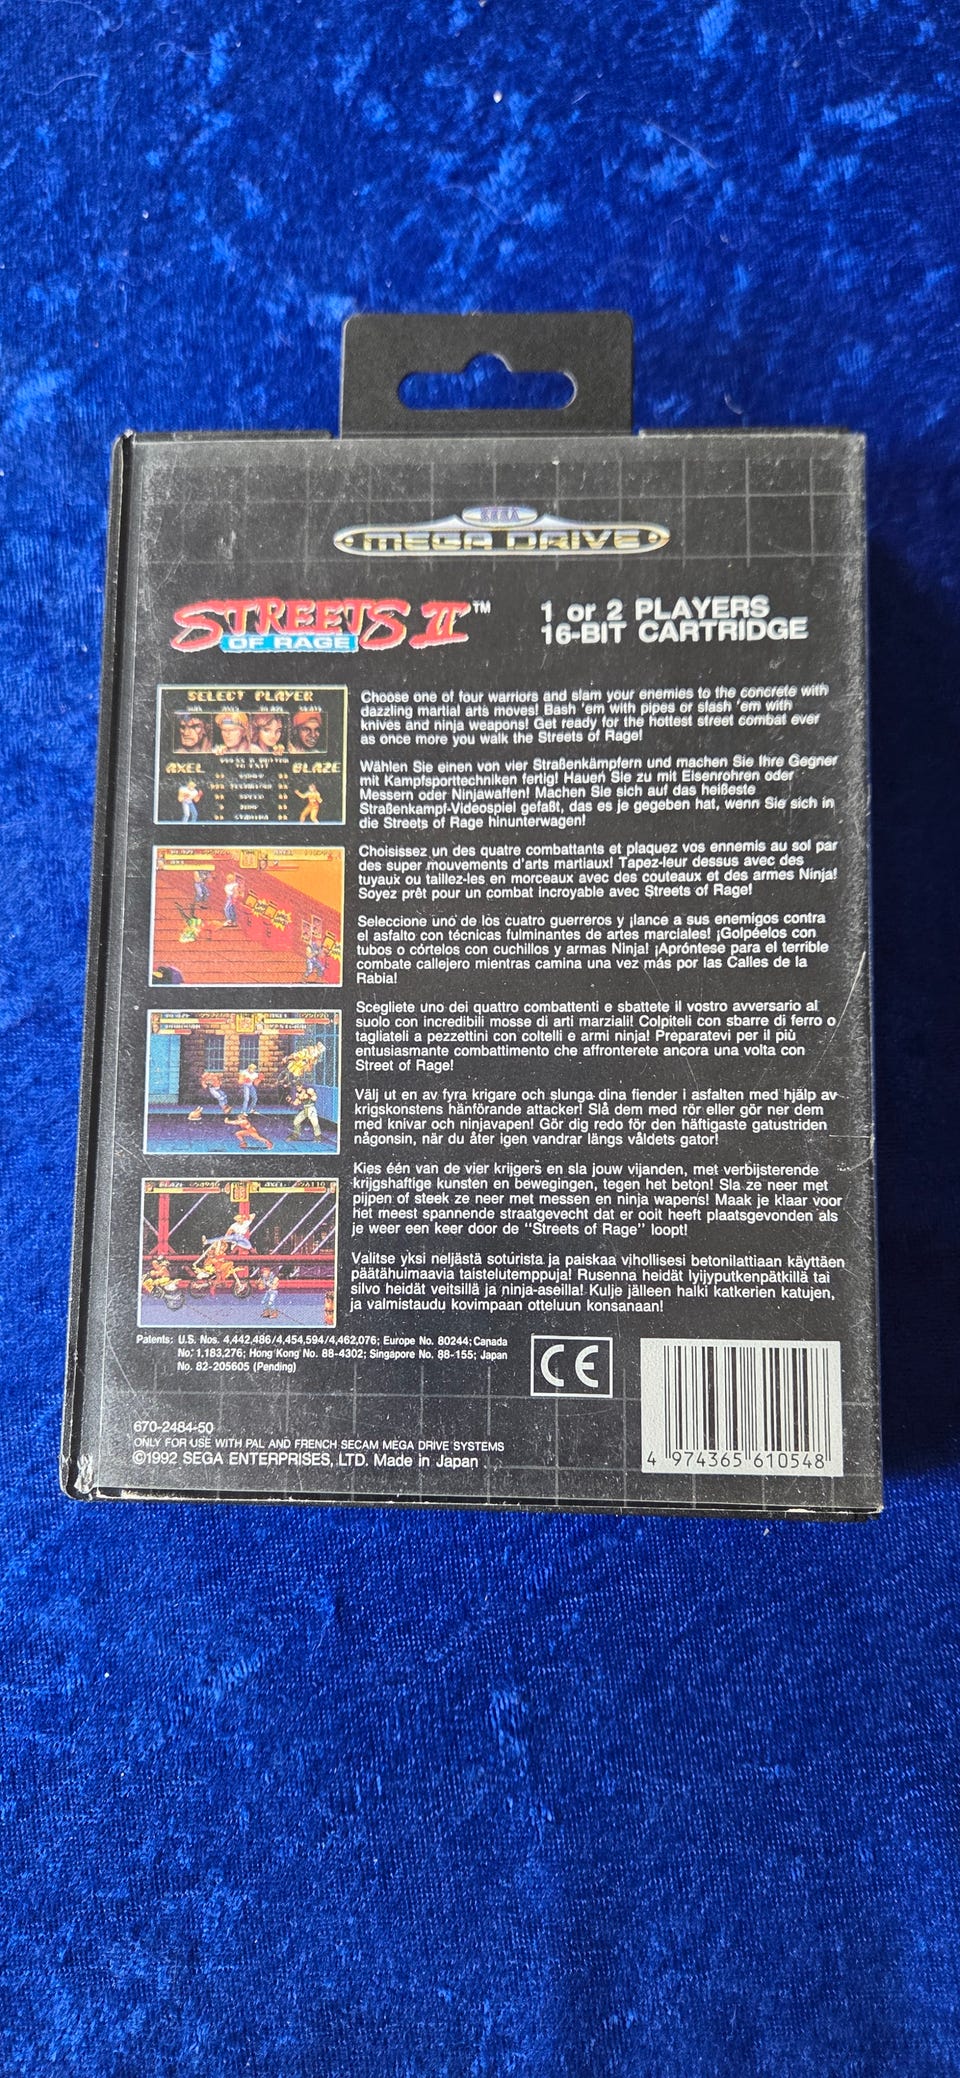 SEGA
MEGA DRIVE
STREETS II™
OF RAGE
1 or 2 PLAYERS
16-BIT CARTRIDGE
SELECT PLAYER
AXEL
BLAZE
Choose one of four warriors and slam your enemies to the concrete with
dazzling martial arts moves! Bash 'em with pipes or slash 'em with
knives and ninja weapons! Get ready for the hottest street combat ever
as once more you walk the Streets of Rage!
Wählen Sie einen von vier Straßenkämpfern und machen Sie Ihre Gegner
mit Kampfsporttechniken fertig! Hauen Sie zu mit Eisenrohren oder
Messern oder Ninjawaffen! Machen Sie sich auf das heißeste
Straßenkampf-Videospiel gefaßt, das es je gegeben hat, wenn Sie sich in
die Streets of Rage hinunterwagen!
Choisissez un des quatre combattants et plaquez vos ennemis au sol par
des super mouvements d'arts martiaux! Tapez-leur dessus avec des
tuyaux ou taillez-les en morceaux avec des couteaux et des armes Ninja!
Soyez prêt pour un combat incroyable avec Streets of Rage!
Seleccione uno de los cuatro guerreros y ¡lance a sus enemigos contra
el asfalto con técnicas fulminantes de artes marciales! ¡Golpéelos con
tubos o córtelos con cuchillos y armas Ninja! ¡Apróntese para el terrible
combate callejero mientras camina una vez más por las Calles de la
Rabia!
Scegliete uno dei quattro combattenti e sbattete il vostro avversario al
suolo con incredibili mosse di arti marziali! Colpiteli con sbarre di ferro o
tagliateli a pezzettini con coltelli e armi ninja! Preparatevi per il più
entusiasmante combattimento che affronterete ancora una volta con
Street of Rage!
Välj ut en av fyra krigare och slunga dina fiender i asfalten med hjälp av
krigskonstens hänförande attacker! Slå dem med rör eller gör ner dem
med knivar och ninjavapen! Gör dig redo för den häftigaste gatustriden
någonsin, när du åter igen vandrar längs våldets gator!
Kies één van de vier krijgers en sla jouw vijanden, met verbijsterende
krijgshaftige kunsten en bewegingen, tegen het beton! Sla ze neer met
pijpen of steek ze neer met messen en ninja wapens! Maak je klaar voor
het meest spannende straatgevecht dat er ooit heeft plaatsgevonden als
je weer een keer door de "Streets of Rage" loopt!
Valitse yksi neljästä soturista ja paiskaa vihollisesi betonilattiaan käyttäen
päätähuimaavia taistelutemppuja! Rusenna heidät lyijyputkenpätkillä tai
silvo heidät veitsillä ja ninja-aseilla! Kulje jälleen halki katkerien katujen,
ja valmistaudu kovimpaan otteluun konsanaan!
Patents: U.S. Nos. 4,442,486/4,454,594/4,462,076; Europe No. 80244; Canada
No. 1,183,276; Hong Kong No. 88-4302; Singapore No. 88-155; Japan
No. 82-205605 (Pending)
CE
670-2484-50
ONLY FOR USE WITH PAL AND FRENCH SECAM MEGA DRIVE SYSTEMS
©1992 SEGA ENTERPRISES, LTD. Made in Japan
4 974365 610548